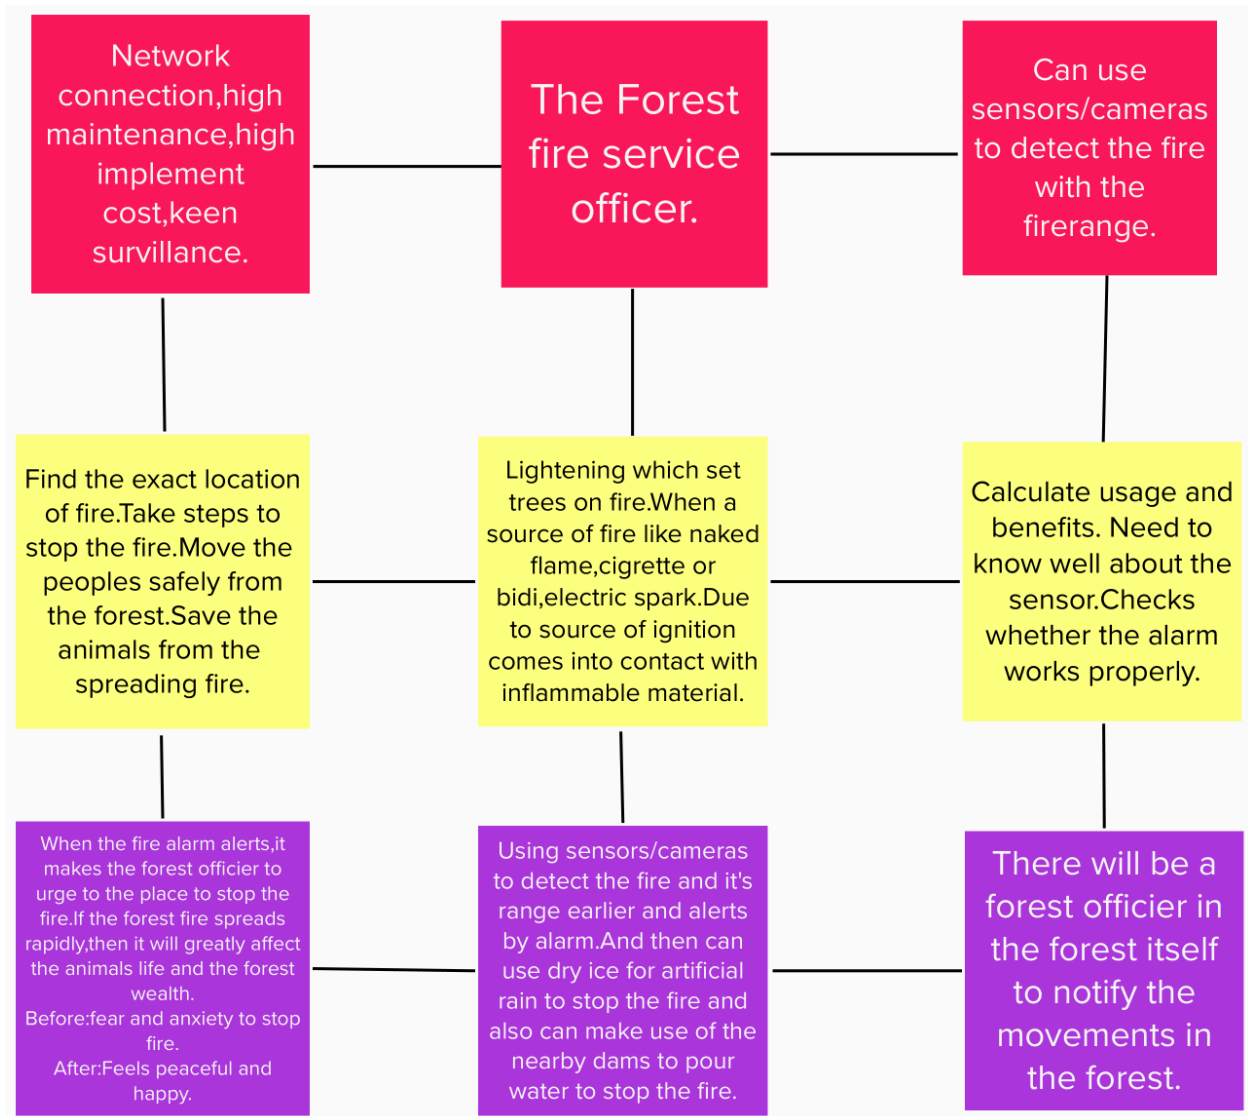 Network
connection,high
maintenance,high
implement
cost,keen
survillance.
The Forest
fire service
officer.
Can use
sensors/cameras
to detect the fire
with the
firerange.
Find the exact location
of fire.Take steps to
stop the fire.Move the
peoples safely from
the forest.Save the
animals from the
spreading fire.
Lightening which set
trees on fire.When a
source of fire like naked
flame,cigrette or
bidi,electric spark.Due
to source of ignition
comes into contact with
inflammable material.
Calculate usage and
benefits. Need to
know well about the
sensor.Checks
whether the alarm
works properly.
When the fire alarm alerts,it
makes the forest officier to
urge to the place to stop the
fire.If the forest fire spreads
rapidly,then it will greatly affect
the animals life and the forest
wealth.
Before:fear and anxiety to stop
fire.
After:Feels peaceful and
happy.
Using sensors/cameras
to detect the fire and it's
range earlier and alerts
by alarm.And then can
use dry ice for artificial
rain to stop the fire and
also can make use of the
nearby dams to pour
water to stop the fire.
There will be a
forest officier in
the forest itself
to notify the
movements in
the forest.